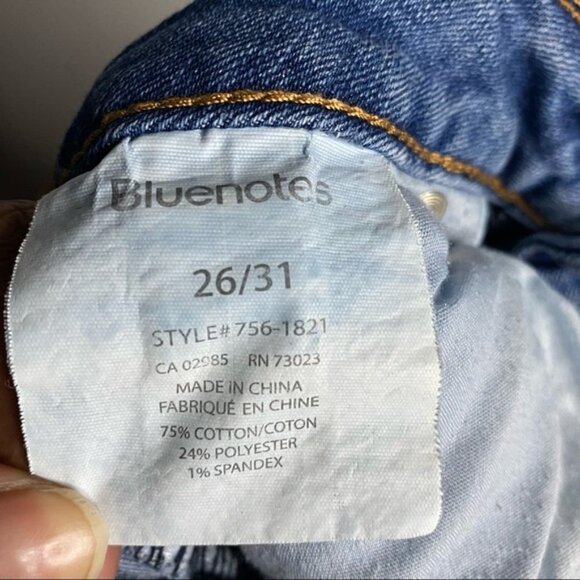 Bluenotes
26/31
STYLE# 756-1821
CA 02985 RN 73023
MADE IN CHINA
FABRIQUÉ EN CHINE
75% COTTON/COTON
24% POLYESTER
1% SPANDEX